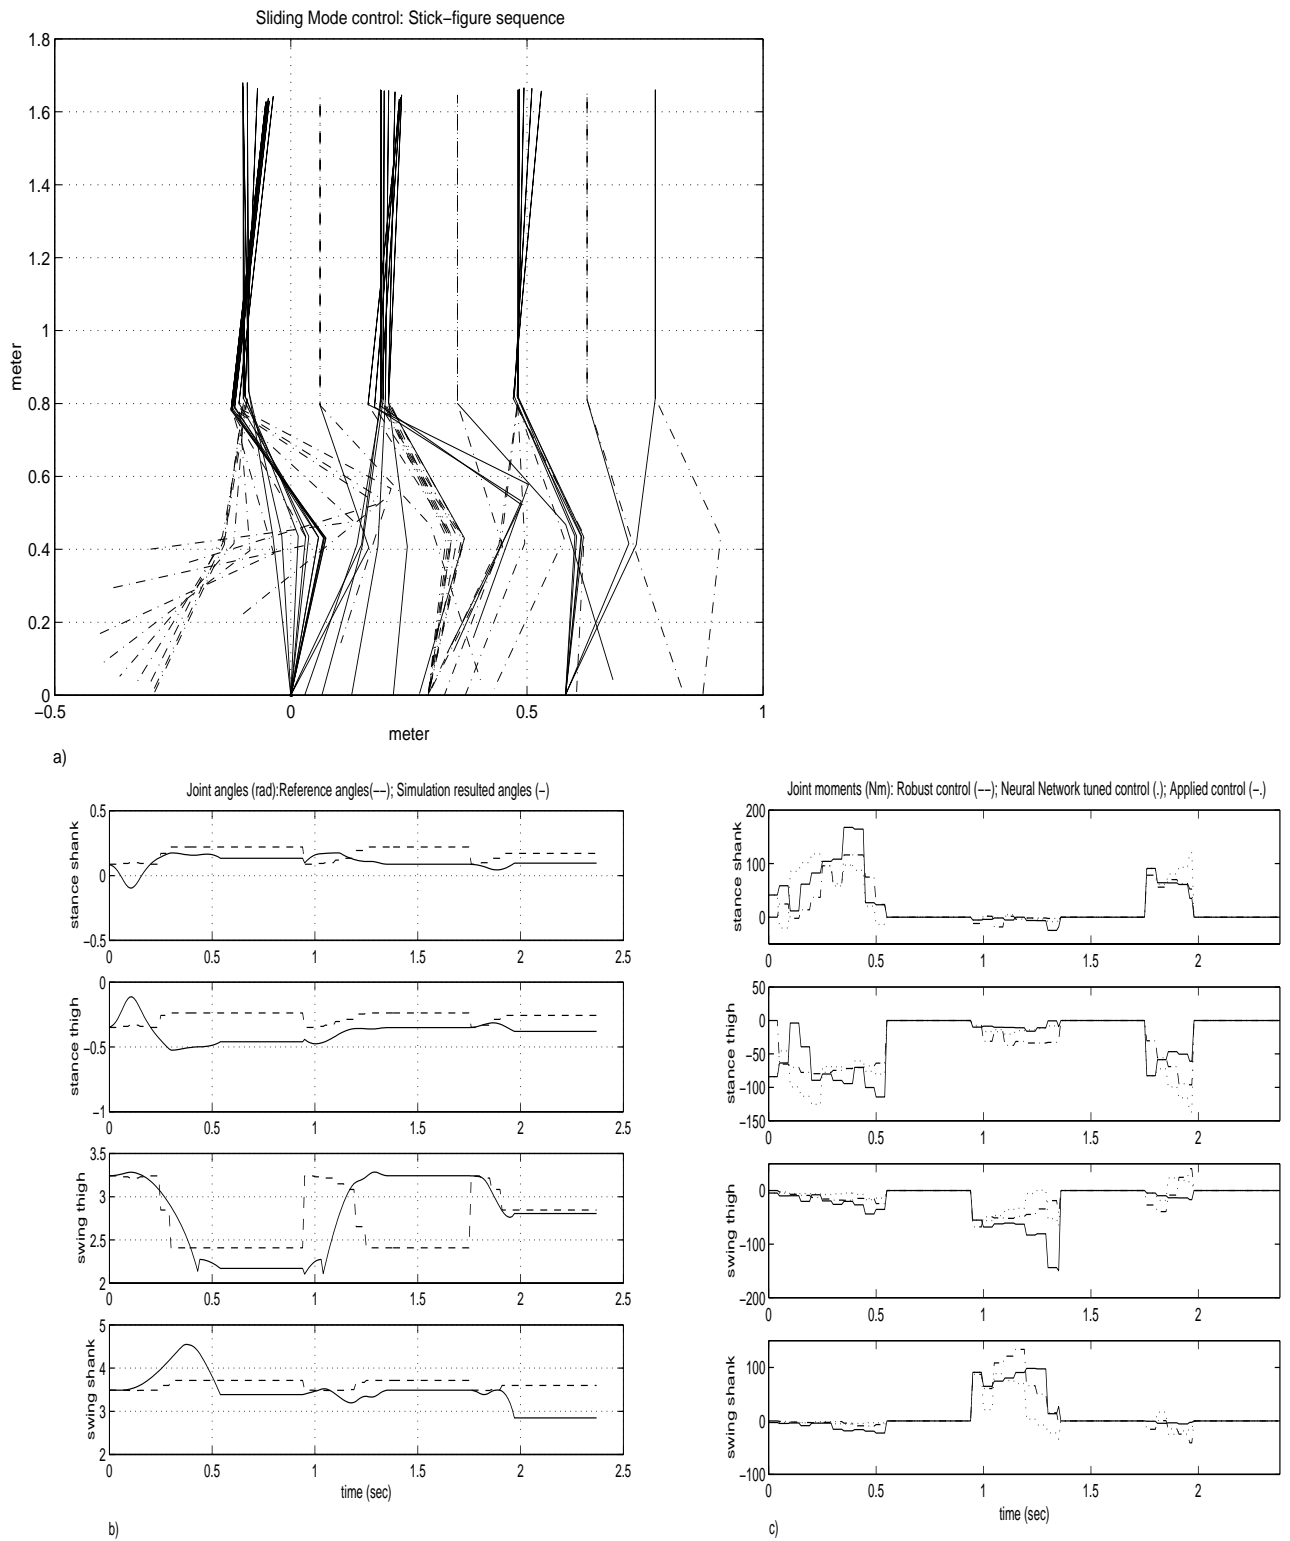 Sliding Mode control: Stick−figure sequence
1.8
1.6
1.4
1.2
1
0.8
0.6
0.4
0.2
0
meter
−0.5 0 0.5 1
meter
a)
Joint angles (rad):Reference angles(−−); Simulation resulted angles (−)
0.5
0
−0.5
stance shank
0 0.5 1 1.5 2 2.5
0
−0.5
−1
stance thigh
0 0.5 1 1.5 2 2.5
3.5
3
2.5
2
swing thigh
0 0.5 1 1.5 2 2.5
5
4
3
2
swing shank
0 0.5 1 1.5 2 2.5
time (sec)
b)
Joint moments (Nm): Robust control (−−); Neural Network tuned control (.); Applied control (−.)
200
100
0
stance shank
0 0.5 1 1.5 2
50
0
−50
−100
−150
stance thigh
0 0.5 1 1.5 2
0
−100
−200
swing thigh
0 0.5 1 1.5 2
100
0
−100
swing shank
0 0.5 1 1.5 2
time (sec)
c)